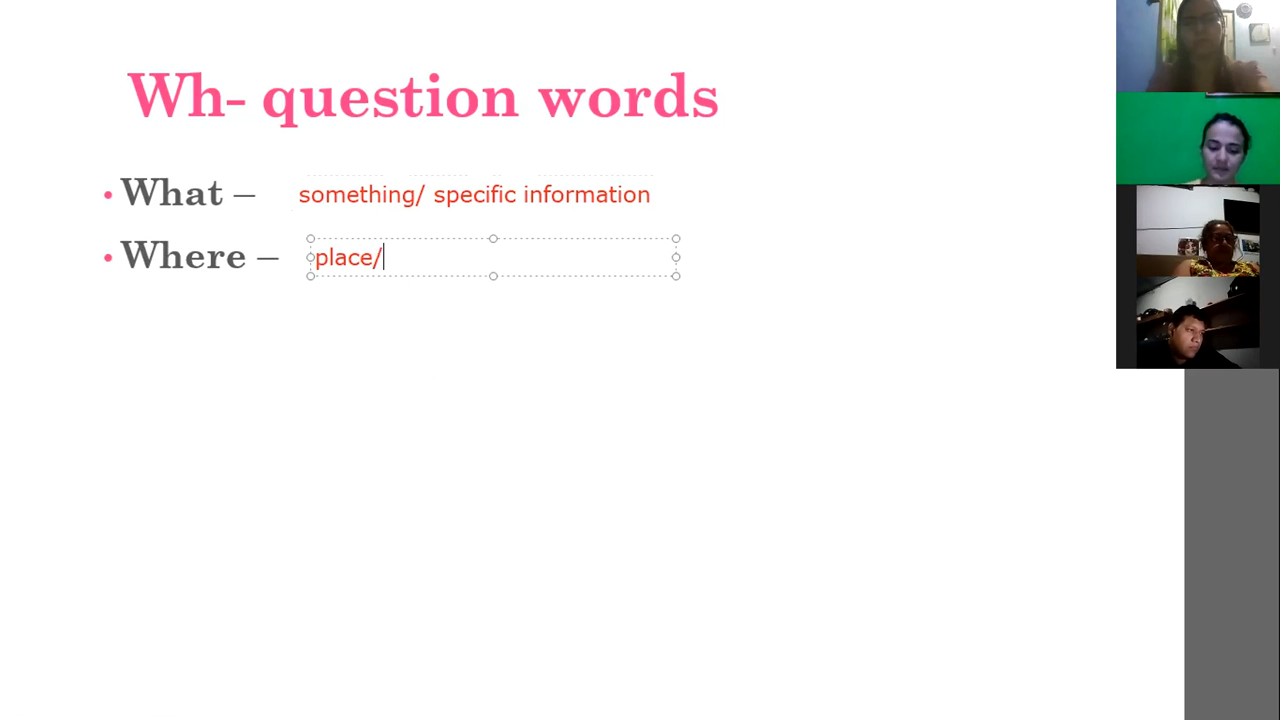 Wh- question words
• What – something/ specific information
• Where – place/